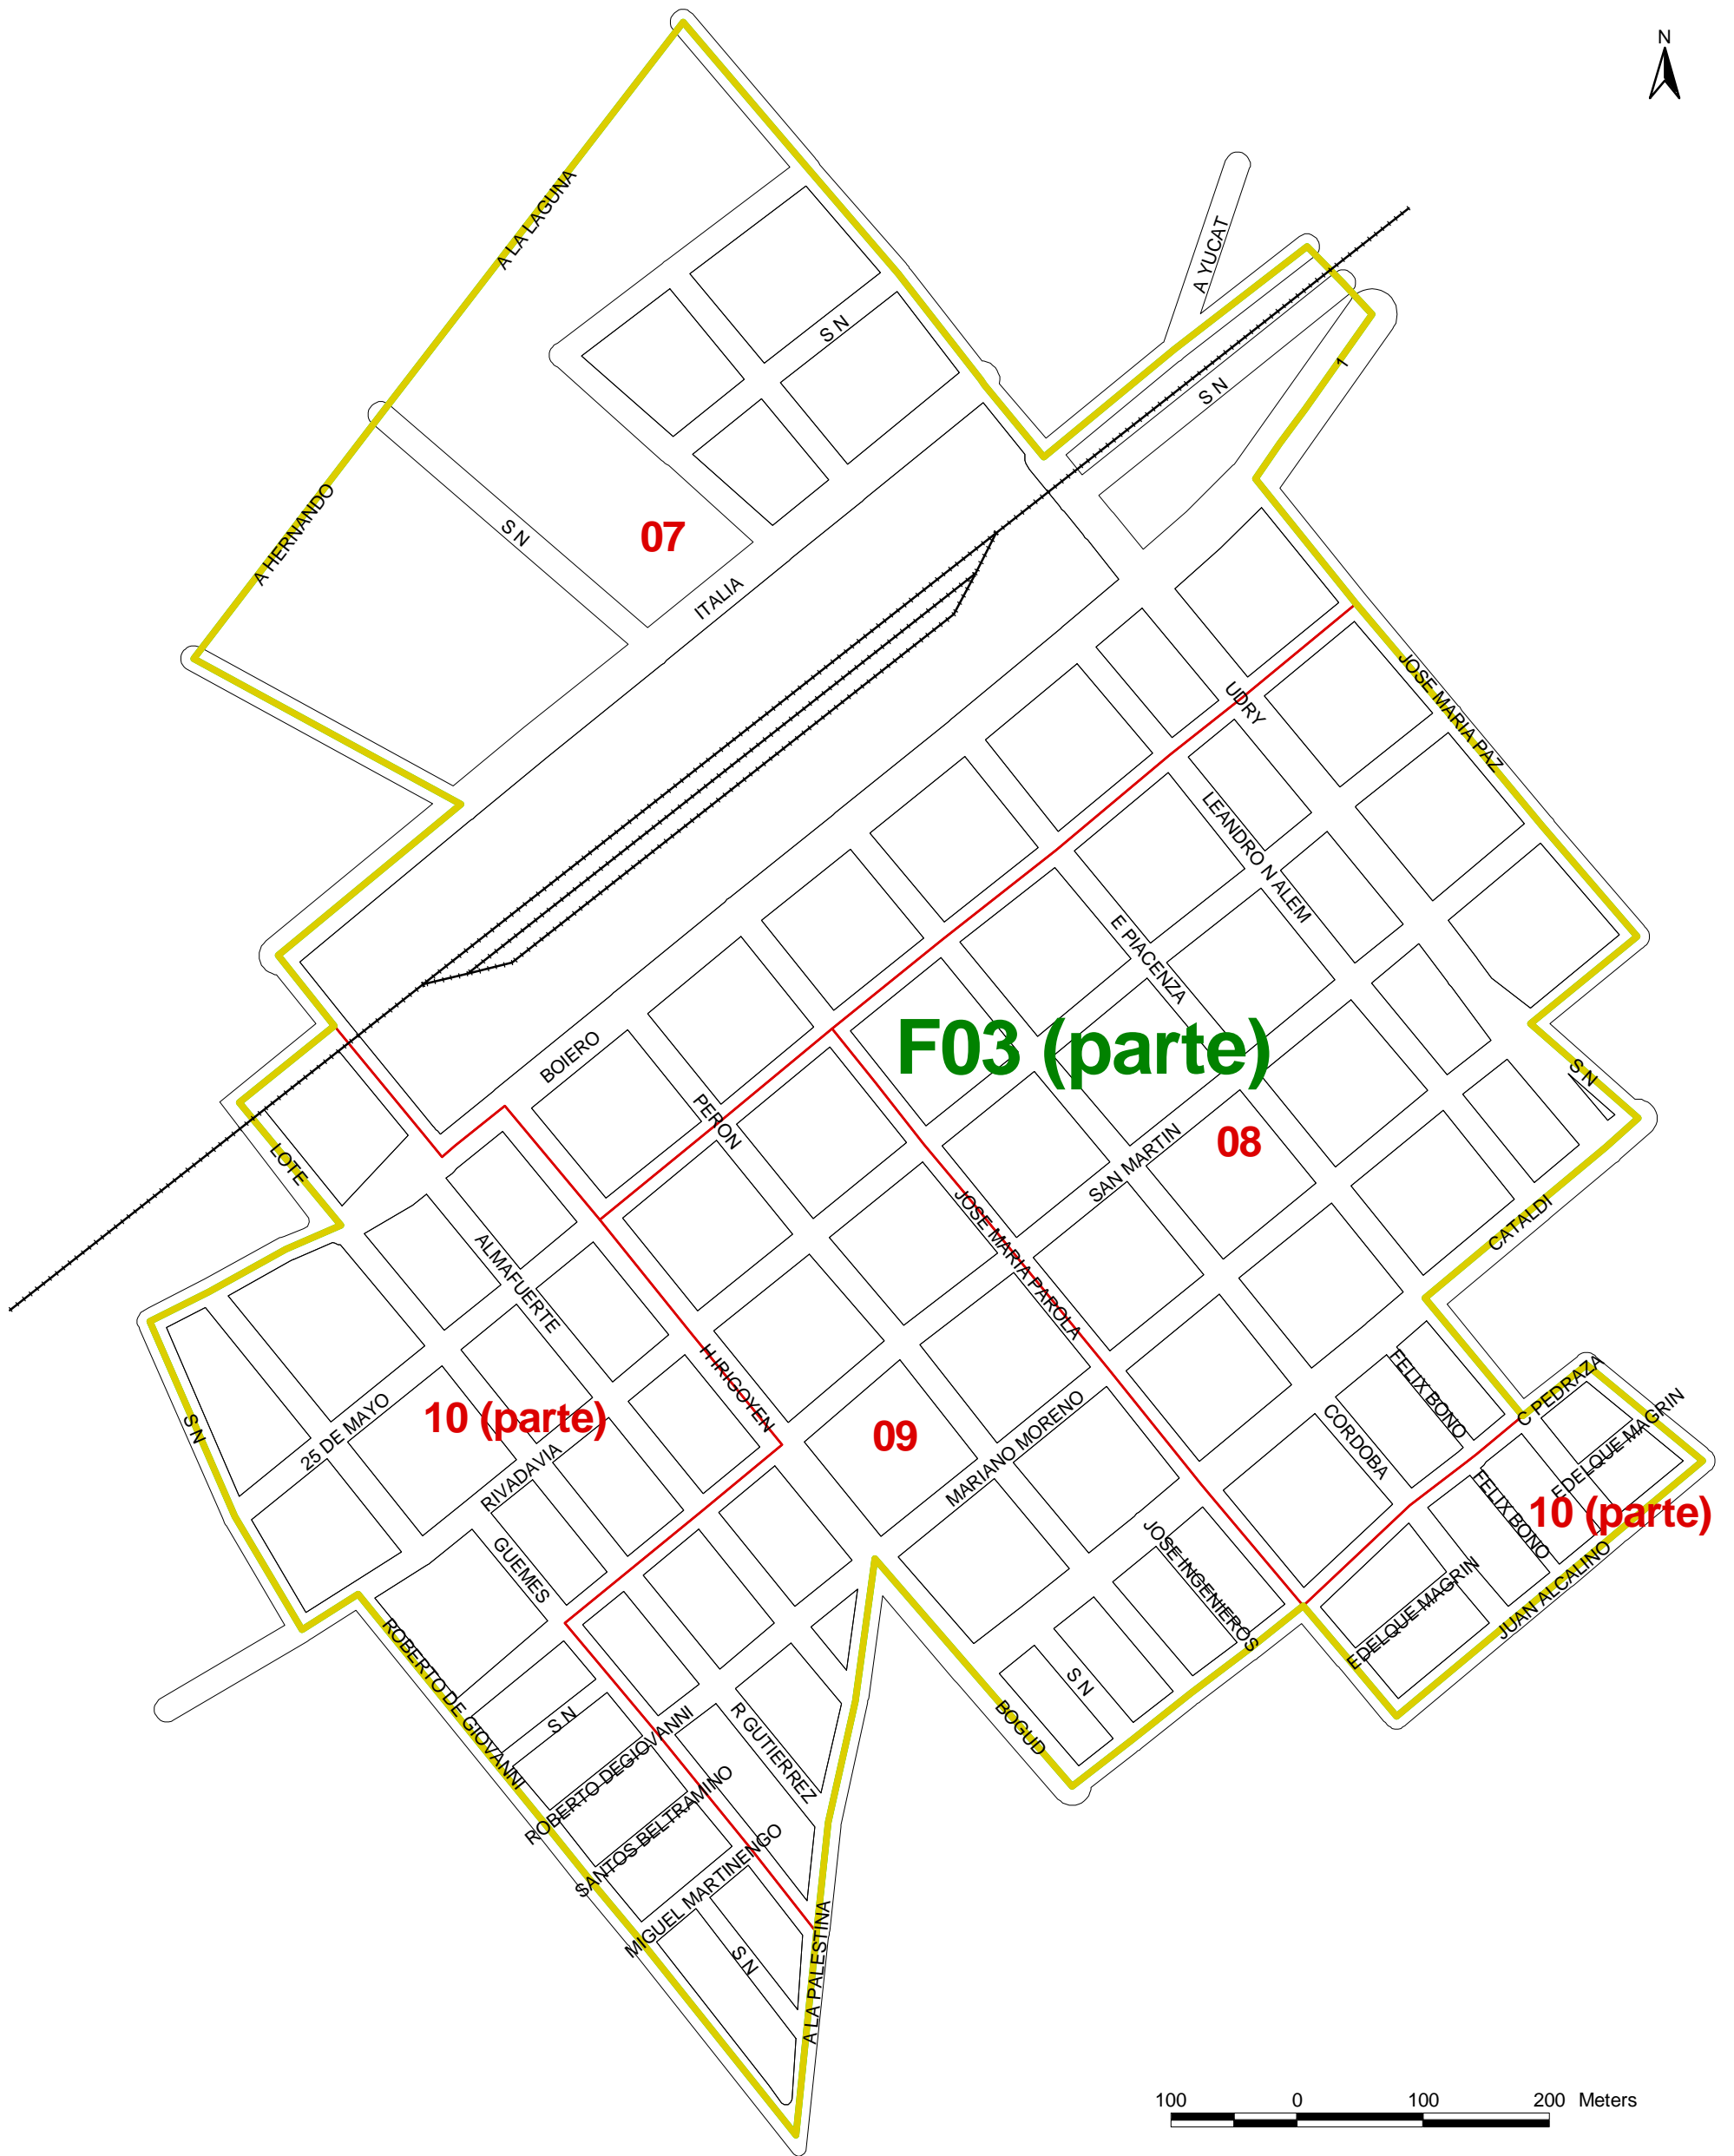 N
A LA LAGUNA
A YUCAT
S N
1
S N
A HERNANDO
S N
07
ITALIA
UDRY
JOSE MARIA PAZ
LEANDRO N ALEM
E PIACENZA
F03 (parte)
BOIERO
PERON
S N
08
SAN MARTIN
LOTE
JOSE MARIA PAROLA
CATALDI
ALMAFUERTE
H IRIGOYEN
FELIX BONO
C PEDRAZA
EDELQUE MAGRIN
S N
25 DE MAYO
10 (parte)
09
MARIANO MORENO
CORDOBA
RIVADAVIA
FELIX BONO
10 (parte)
GUEMES
JOSE INGENIEROS
EDELQUE MAGRIN
JUAN ALCALINO
ROBERTO DE GIOVANNI
S N
S N
BOGUD
R GUTIERREZ
ROBERTO DEGIOVANNI
SANTOS BELTRAMINO
MIGUEL MARTINENGO
S N
A LA PALESTINA
100 0 100 200 Meters